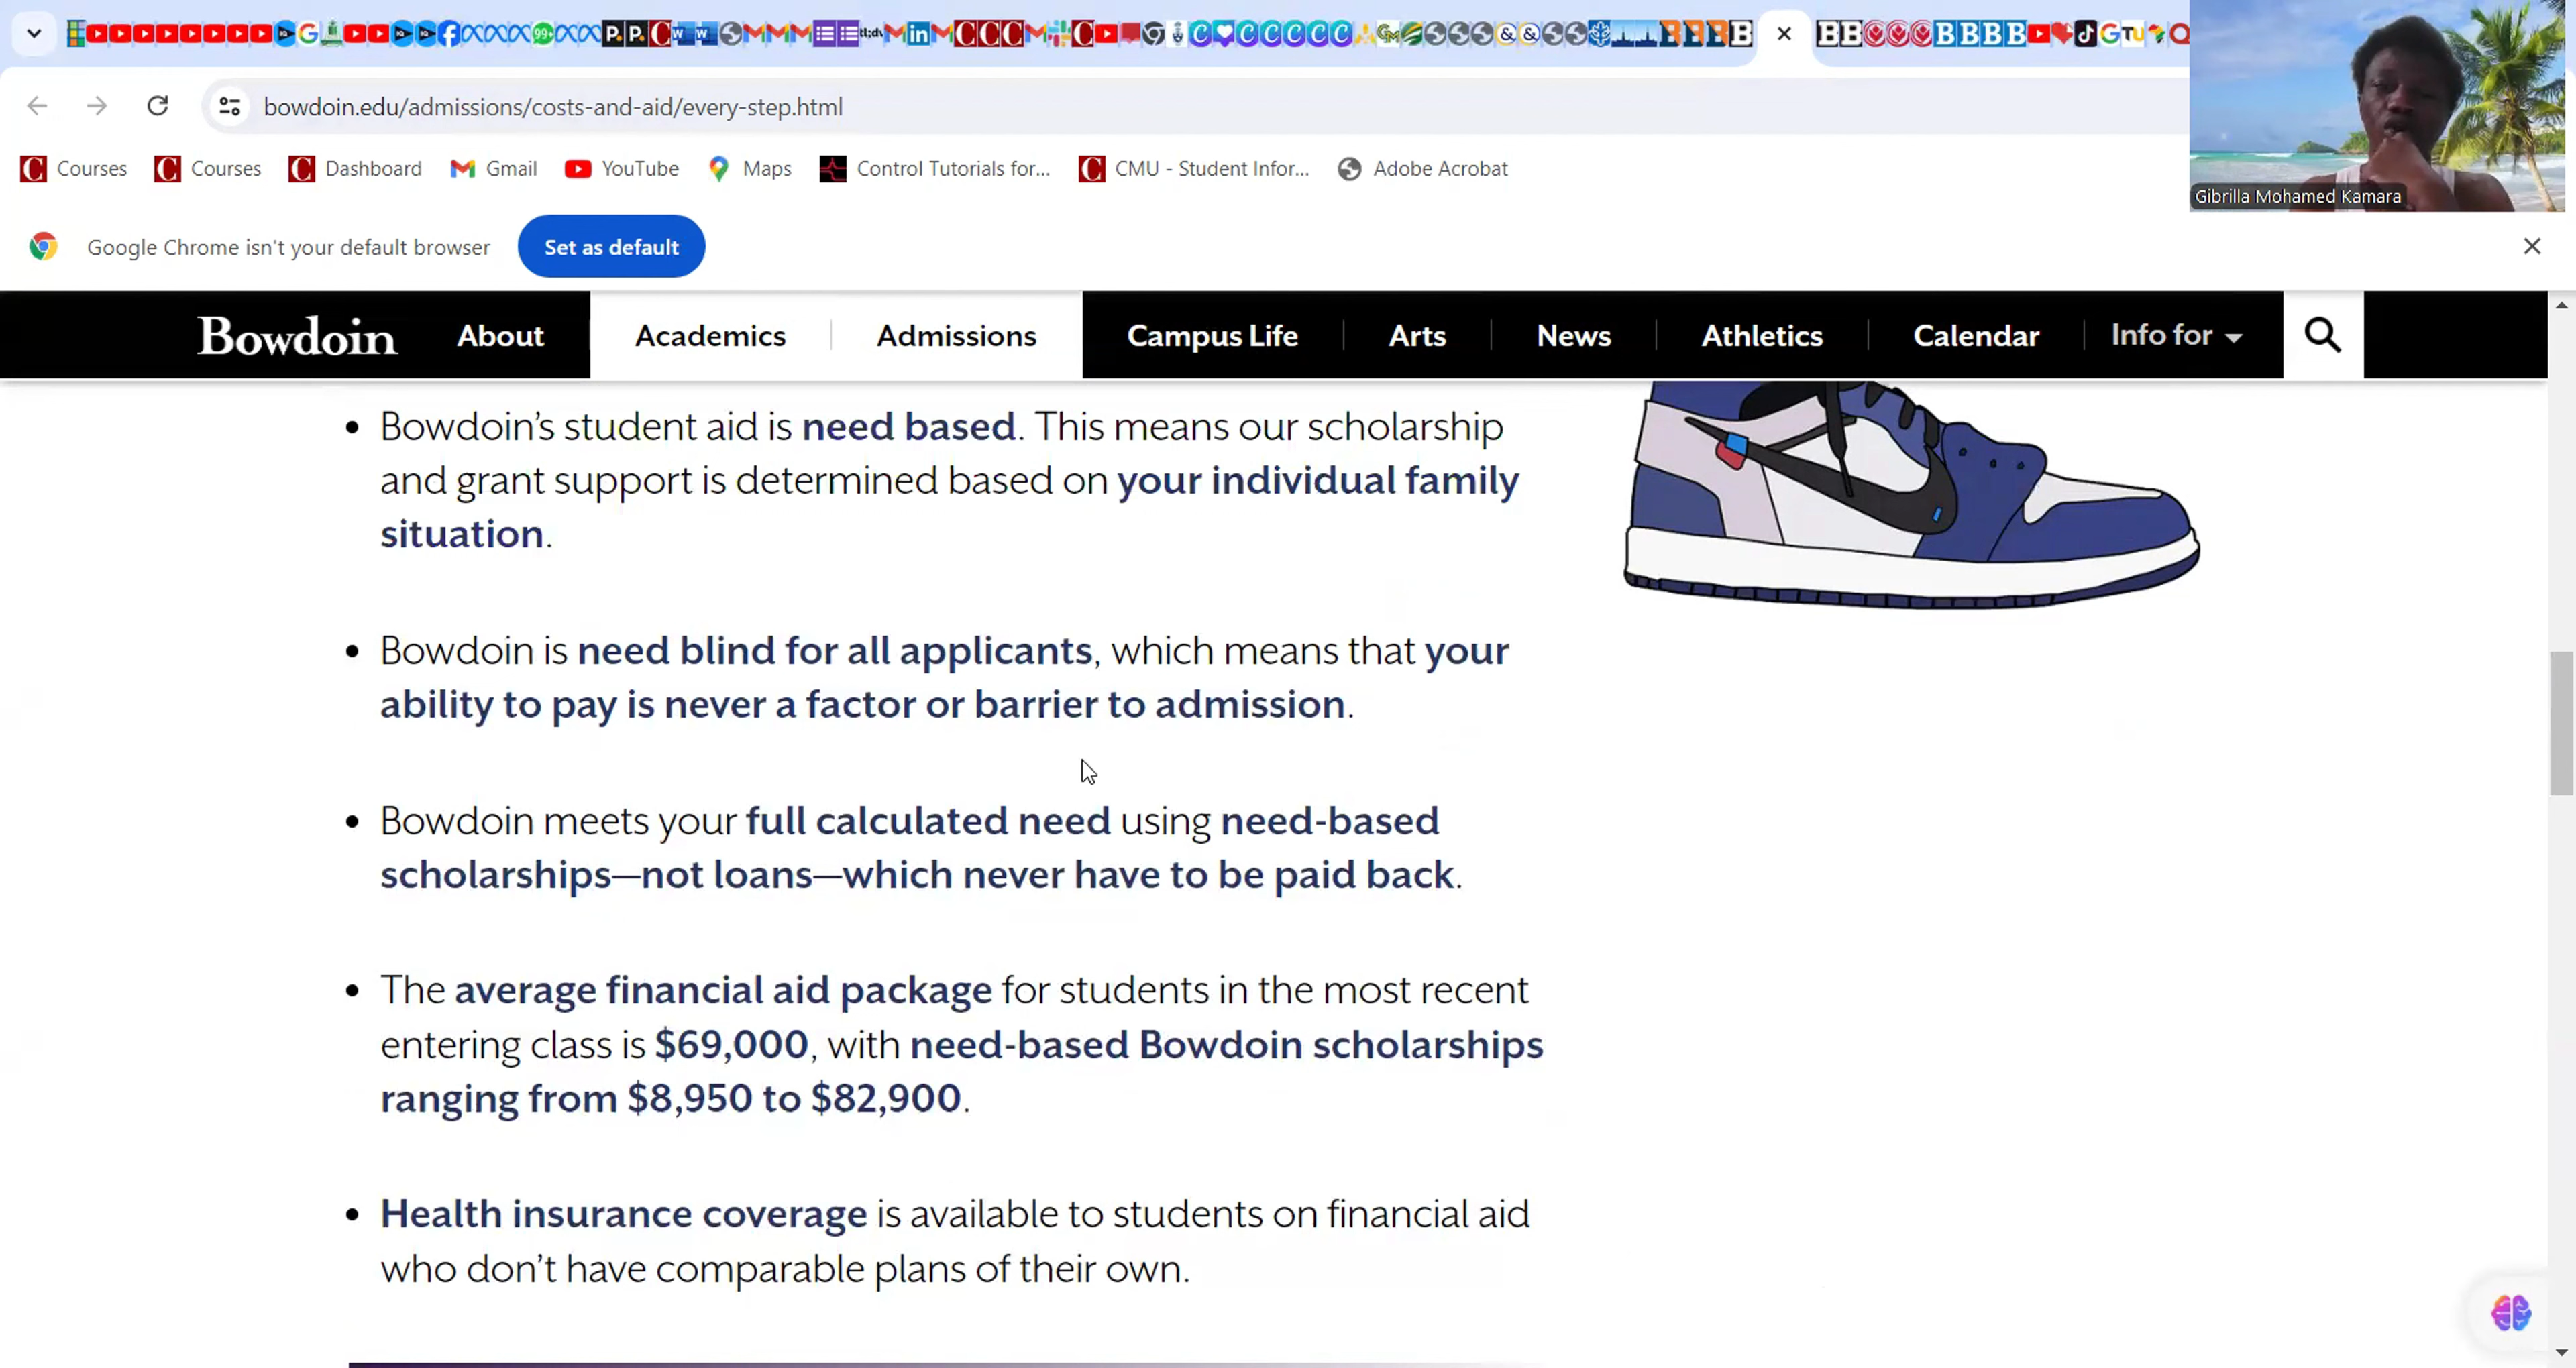 99+
bowdoin.edu/admissions/costs-and-aid/every-step.html
Courses
Courses
Dashboard
Gmail
YouTube
Maps
Control Tutorials for...
CMU - Student Infor...
Adobe Acrobat
Gibrilla Mohamed Kamara
Google Chrome isn't your default browser
Set as default
Bowdoin
About
Academics
Admissions
Campus Life
Arts
News
Athletics
Calendar
Info for
• Bowdoin’s student aid is need based. This means our scholarship
and grant support is determined based on your individual family
situation.
• Bowdoin is need blind for all applicants, which means that your
ability to pay is never a factor or barrier to admission.
• Bowdoin meets your full calculated need using need-based
scholarships—not loans—which never have to be paid back.
• The average financial aid package for students in the most recent
entering class is $69,000, with need-based Bowdoin scholarships
ranging from $8,950 to $82,900.
• Health insurance coverage is available to students on financial aid
who don’t have comparable plans of their own.